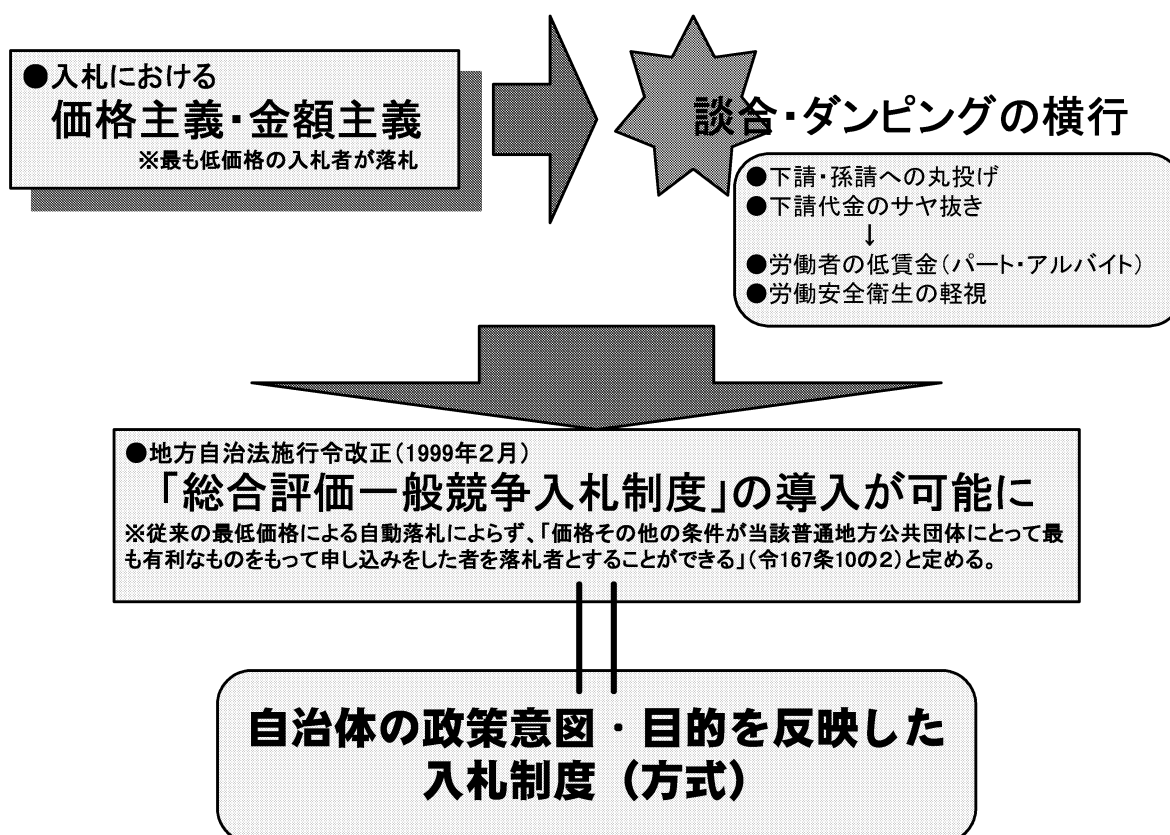 ●入札における
価格主義・金額主義
※最も低価格の入札者が落札
談合・ダンピングの横行
●下請・孫請への丸投げ
●下請代金のサヤ抜き
↓
●労働者の低賃金(パート・アルバイト)
●労働安全衛生の軽視
●地方自治法施行令改正(1999年2月)
「総合評価一般競争入札制度」の導入が可能に
※従来の最低価格による自動落札によらず、「価格その他の条件が当該普通地方公共団体にとって最
も有利なものをもって申し込みをした者を落札者とすることができる」(令167条10の2)と定める。
自治体の政策意図・目的を反映した
入札制度(方式)